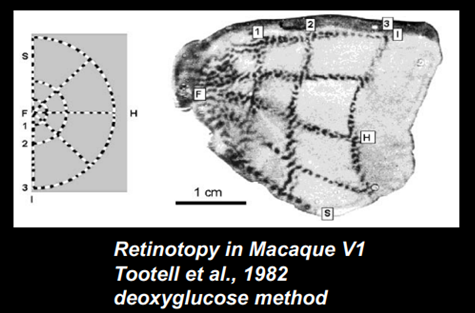 S
F
1
2
3
I
H
1
2
3
I
F
H
S
1 cm
Retinotopy in Macaque V1
Tootell et al., 1982
deoxyglucose method